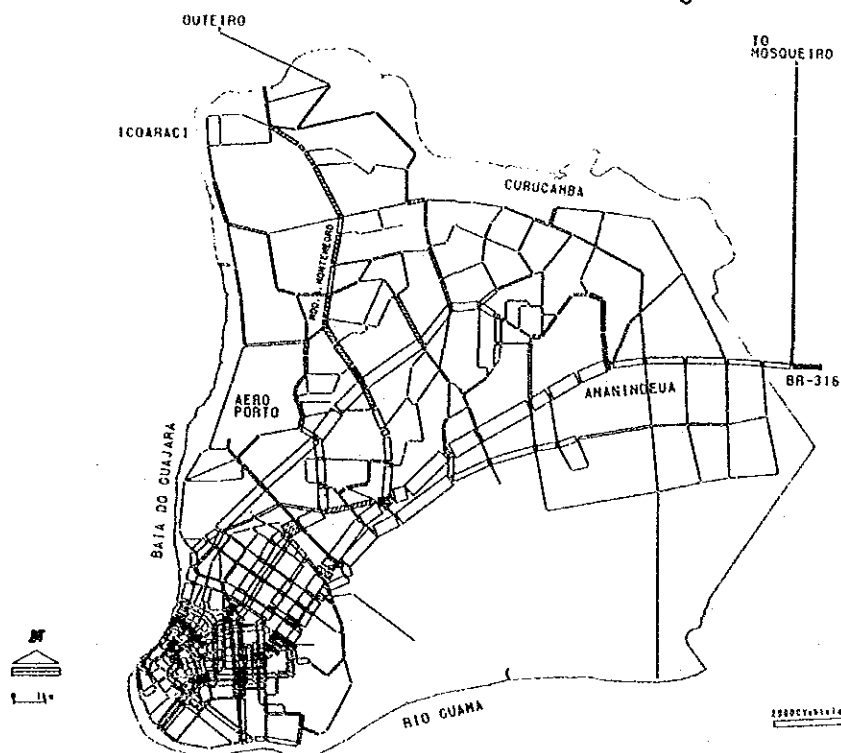 OUTEIRO
TO
MOSQUEIRO
ICOARACI
CURUCAMBA
ROD. A. MONTENEGRO
AERO
PORTO
ANANINDEUA
BR-316
BAIA DO GUAJARA
RIO GUAMA